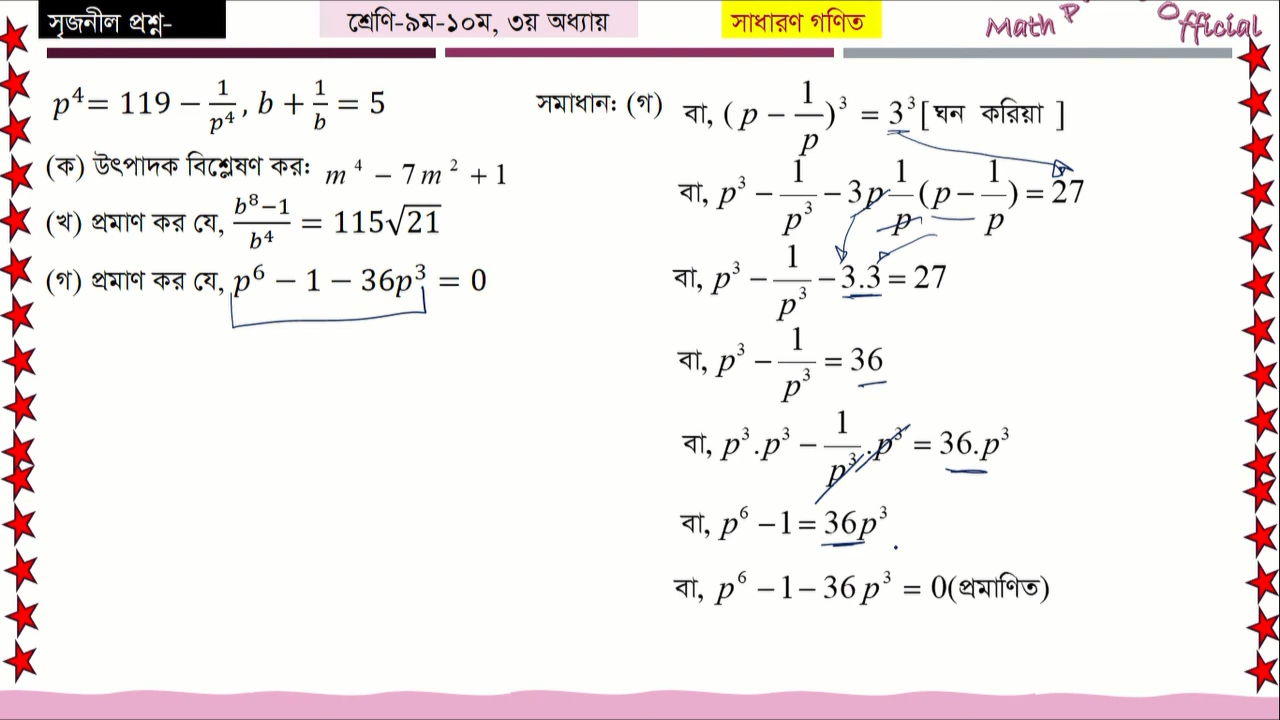 সৃজনীল প্রশ্ন-
শ্রেণি-৯ম-১০ম, ৩য় অধ্যায়
সাধারণ গণিত
Math P Official
p⁴= 119 − 1/p⁴, b + 1/b = 5
(ক) উৎপাদক বিশ্লেষণ করঃ m⁴ − 7m² + 1
(খ) প্রমাণ কর যে, (b⁸−1)/b⁴ = 115√21
(গ) প্রমাণ কর যে, p⁶ − 1 − 36p³ = 0
সমাধানঃ (গ) বা, (p − 1/p)³ = 3³ [ঘন করিয়া ]
বা, p³ − 1/p³ − 3p 1/p (p − 1/p) = 27
বা, p³ − 1/p³ − 3.3 = 27
বা, p³ − 1/p³ = 36
বা, p³.p³ − 1/p³ .p³ = 36.p³
বা, p⁶ −1= 36p³
বা, p⁶ −1− 36p³ = 0(প্রমাণিত)